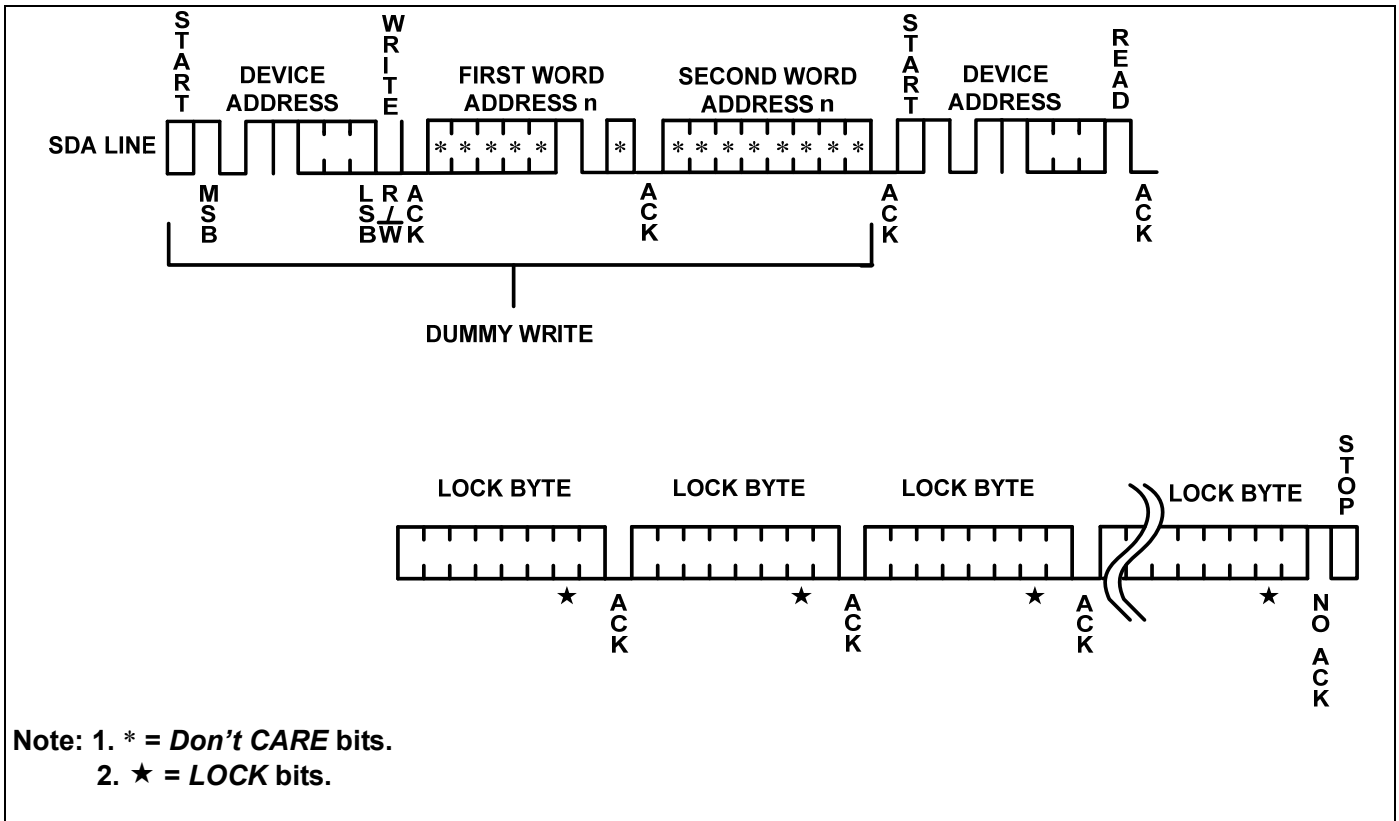 START
WRITE
START
READ
DEVICE ADDRESS
FIRST WORD ADDRESS n
SECOND WORD ADDRESS n
DEVICE ADDRESS
SDA LINE
* * * * *
*
* * * * * * * *
MSB
LSB
R/W
ACK
ACK
ACK
ACK
DUMMY WRITE
STOP
LOCK BYTE
LOCK BYTE
LOCK BYTE
LOCK BYTE
★
★
★
★
ACK
ACK
ACK
NO ACK
Note: 1. * = Don't CARE bits.
2. ★ = LOCK bits.